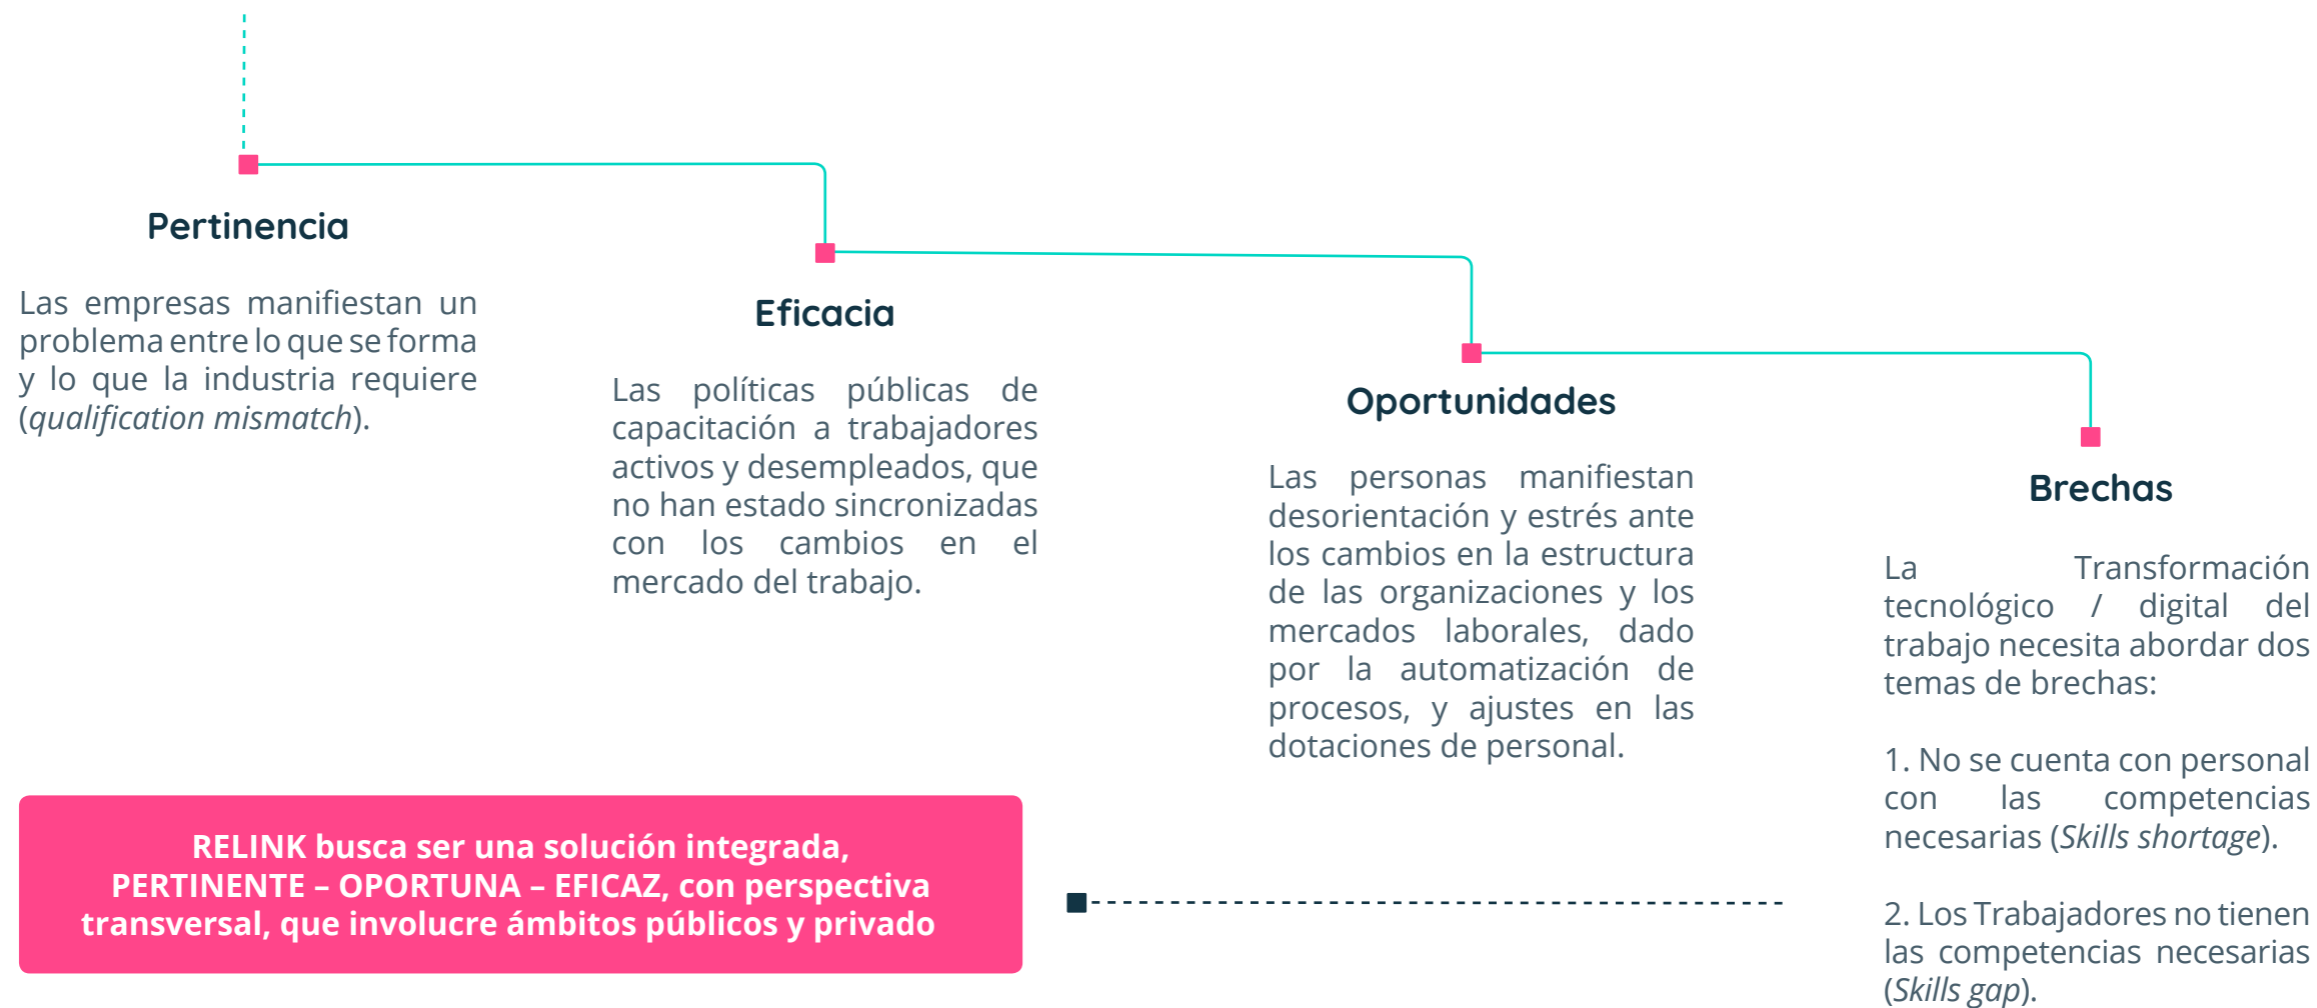 Pertinencia
Las empresas manifiestan un
problema entre lo que se forma
y lo que la industria requiere
(qualification mismatch).
Eficacia
Las políticas públicas de
capacitación a trabajadores
activos y desempleados, que
no han estado sincronizadas
con los cambios en el
mercado del trabajo.
Oportunidades
Las personas manifiestan
desorientación y estrés ante
los cambios en la estructura
de las organizaciones y los
mercados laborales, dado
por la automatización de
procesos, y ajustes en las
dotaciones de personal.
Brechas
La Transformación
tecnológico / digital del
trabajo necesita abordar dos
temas de brechas:
1. No se cuenta con personal
con las competencias
necesarias (Skills shortage).
2. Los Trabajadores no tienen
las competencias necesarias
(Skills gap).
RELINK busca ser una solución integrada,
PERTINENTE – OPORTUNA – EFICAZ, con perspectiva
transversal, que involucre ámbitos públicos y privado